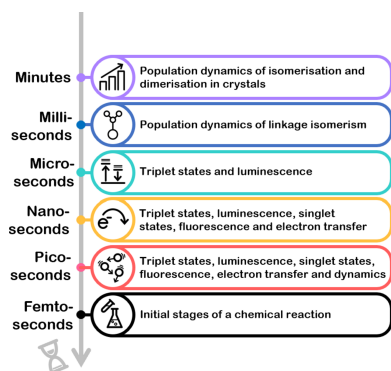 Minutes
Population dynamics of isomerisation and
dimerisation in crystals
Milli-
seconds
Population dynamics of linkage isomerism
Micro-
seconds
Triplet states and luminescence
Nano-
seconds
e⁻
Triplet states, luminescence, singlet
states, fluorescence and electron transfer
Pico-
seconds
Triplet states, luminescence, singlet states,
fluorescence, electron transfer and dynamics
Femto-
seconds
Initial stages of a chemical reaction